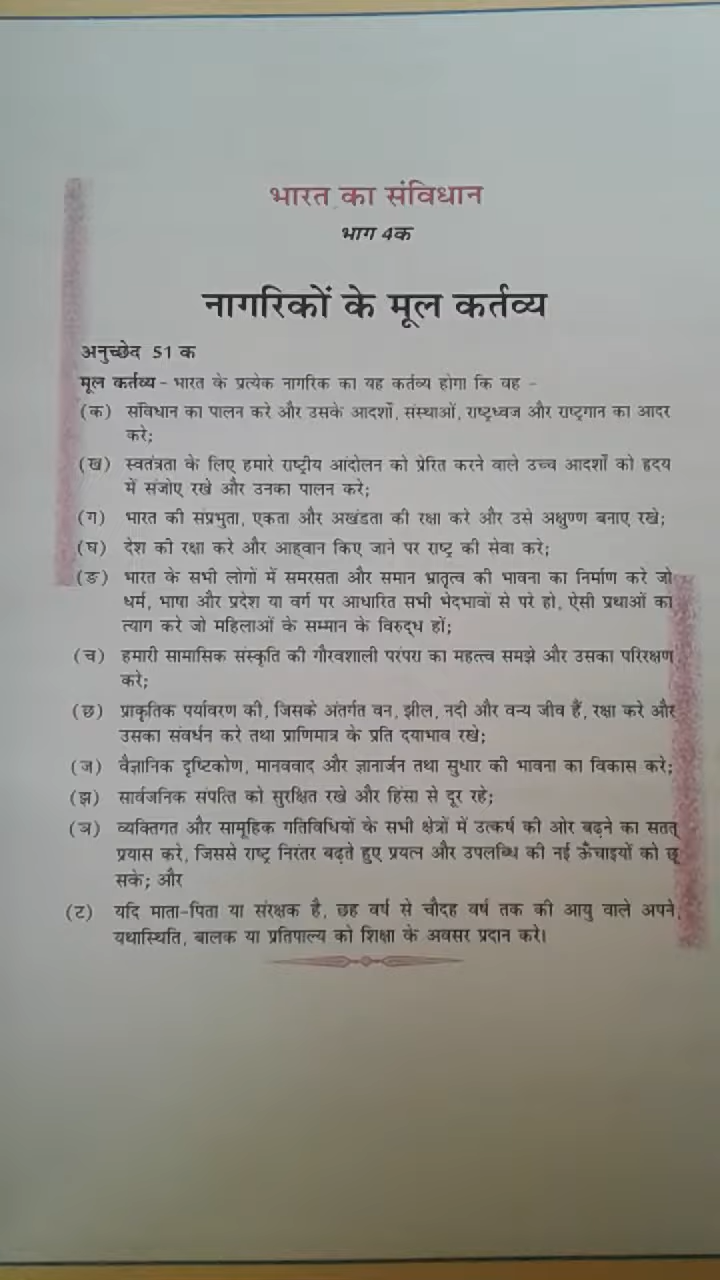 भारत का संविधान
भाग 4क
नागरिकों के मूल कर्तव्य
अनुच्छेद 51 क
मूल कर्तव्य - भारत के प्रत्येक नागरिक का यह कर्तव्य होगा कि वह -
(क) संविधान का पालन करे और उसके आदर्शों, संस्थाओं, राष्ट्रध्वज और राष्ट्रगान का आदर
करे;
(ख) स्वतंत्रता के लिए हमारे राष्ट्रीय आंदोलन को प्रेरित करने वाले उच्च आदर्शों को हृदय
में संजोए रखे और उनका पालन करे;
(ग) भारत की संप्रभुता, एकता और अखंडता की रक्षा करे और उसे अक्षुण्ण बनाए रखे;
(घ) देश की रक्षा करे और आह्वान किए जाने पर राष्ट्र की सेवा करे;
(ङ) भारत के सभी लोगों में समरसता और समान भ्रातृत्व की भावना का निर्माण करे जो
धर्म, भाषा और प्रदेश या वर्ग पर आधारित सभी भेदभावों से परे हो, ऐसी प्रथाओं का
त्याग करे जो महिलाओं के सम्मान के विरुद्ध हों;
(च) हमारी सामासिक संस्कृति की गौरवशाली परंपरा का महत्त्व समझे और उसका परिरक्षण
करे;
(छ) प्राकृतिक पर्यावरण की, जिसके अंतर्गत वन, झील, नदी और वन्य जीव हैं, रक्षा करे और
उसका संवर्धन करे तथा प्राणिमात्र के प्रति दयाभाव रखे;
(ज) वैज्ञानिक दृष्टिकोण, मानववाद और ज्ञानार्जन तथा सुधार की भावना का विकास करे;
(झ) सार्वजनिक संपत्ति को सुरक्षित रखे और हिंसा से दूर रहे;
(ञ) व्यक्तिगत और सामूहिक गतिविधियों के सभी क्षेत्रों में उत्कर्ष की ओर बढ़ने का सतत्
प्रयास करे, जिससे राष्ट्र निरंतर बढ़ते हुए प्रयत्न और उपलब्धि की नई ऊँचाइयों को छू
सके; और
(ट) यदि माता-पिता या संरक्षक है, छह वर्ष से चौदह वर्ष तक की आयु वाले अपने,
यथास्थिति, बालक या प्रतिपाल्य को शिक्षा के अवसर प्रदान करे।